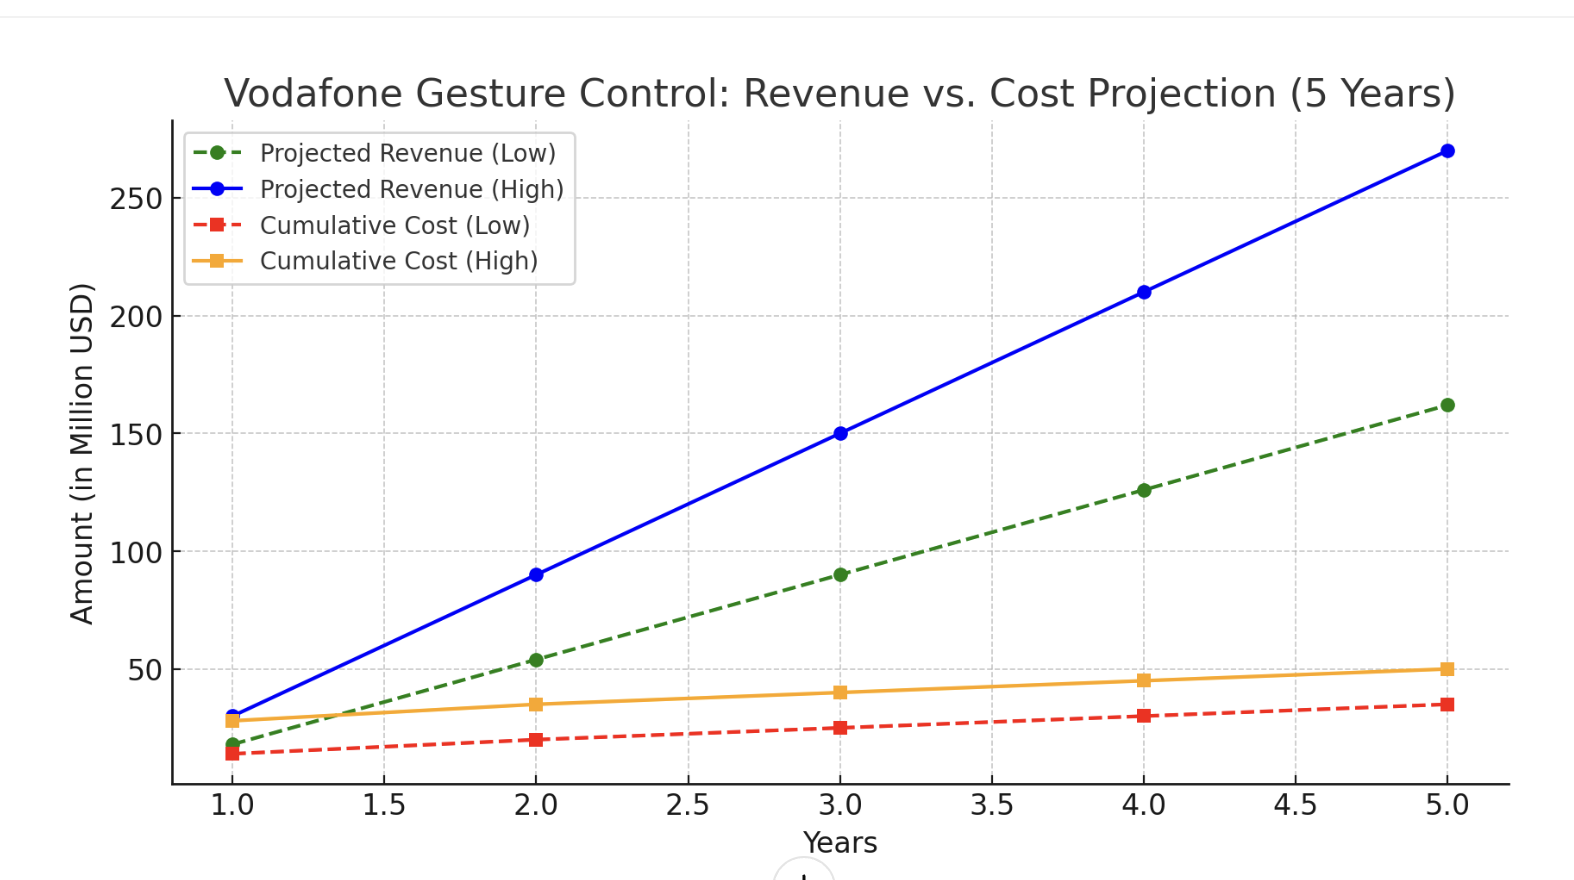 Vodafone Gesture Control: Revenue vs. Cost Projection (5 Years)
Projected Revenue (Low)
Projected Revenue (High)
Cumulative Cost (Low)
Cumulative Cost (High)
Amount (in Million USD)
250
200
150
100
50
1.0 1.5 2.0 2.5 3.0 3.5 4.0 4.5 5.0
Years